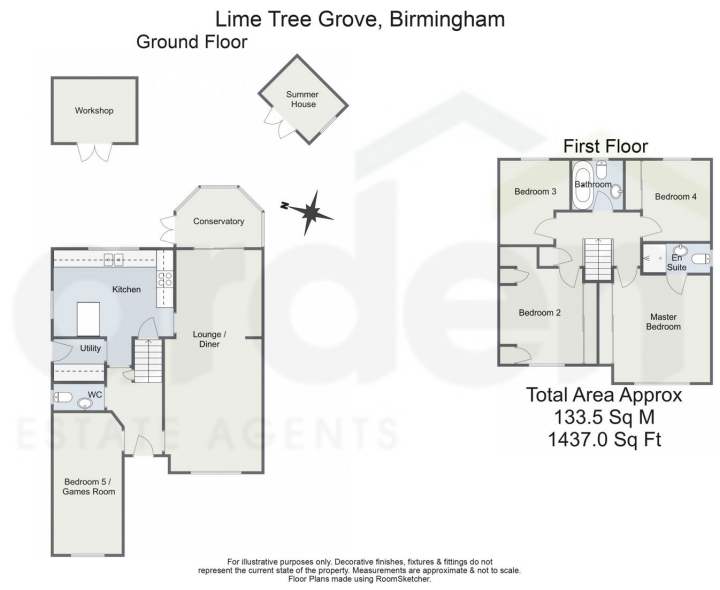 Lime Tree Grove, Birmingham
Ground Floor
Workshop
Summer
House
Conservatory
N
Kitchen
Lounge /
Diner
Utility
WC
Bedroom 5 /
Games Room
First Floor
Bedroom 3
Bathroom
Bedroom 4
En
Suite
Bedroom 2
Master
Bedroom
Total Area Approx
133.5 Sq M
1437.0 Sq Ft
arden
ESTATE AGENTS
For illustrative purposes only. Decorative finishes, fixtures & fittings do not
represent the current state of the property. Measurements are approximate & not to scale.
Floor Plans made using RoomSketcher.